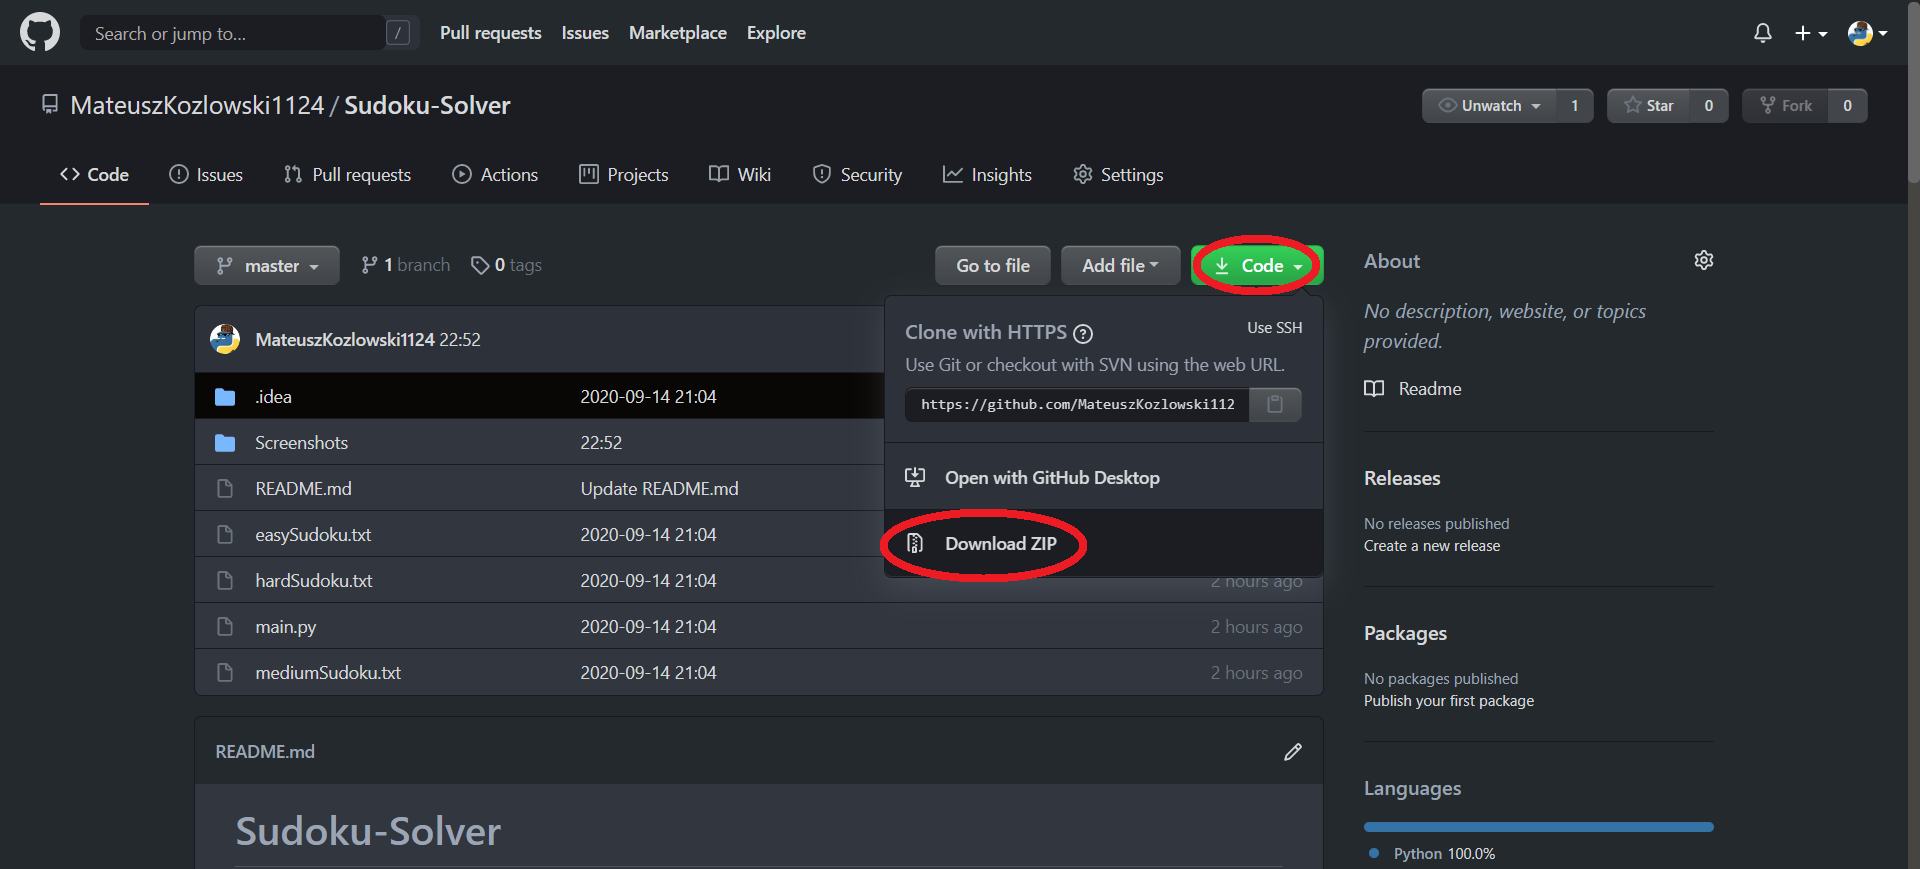 Search or jump to... /
Pull requests Issues Marketplace Explore
MateuszKozlowski1124 / Sudoku-Solver
Unwatch 1 Star 0 Fork 0
Code Issues Pull requests Actions Projects Wiki Security Insights Settings
master 1 branch 0 tags
Go to file Add file Code
MateuszKozlowski1124 22:52
.idea 2020-09-14 21:04
Screenshots 22:52
README.md Update README.md
easySudoku.txt 2020-09-14 21:04
hardSudoku.txt 2020-09-14 21:04 2 hours ago
main.py 2020-09-14 21:04 2 hours ago
mediumSudoku.txt 2020-09-14 21:04 2 hours ago
Clone with HTTPS ?
Use SSH
Use Git or checkout with SVN using the web URL.
https://github.com/MateuszKozlowski112
Open with GitHub Desktop
Download ZIP
README.md
Sudoku-Solver
About
No description, website, or topics
provided.
Readme
Releases
No releases published
Create a new release
Packages
No packages published
Publish your first package
Languages
Python 100.0%